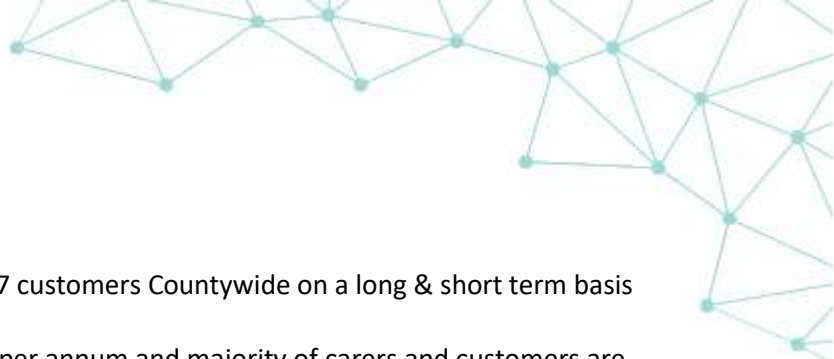 7 customers Countywide on a long & short term basis
per annum and majority of carers and customers are